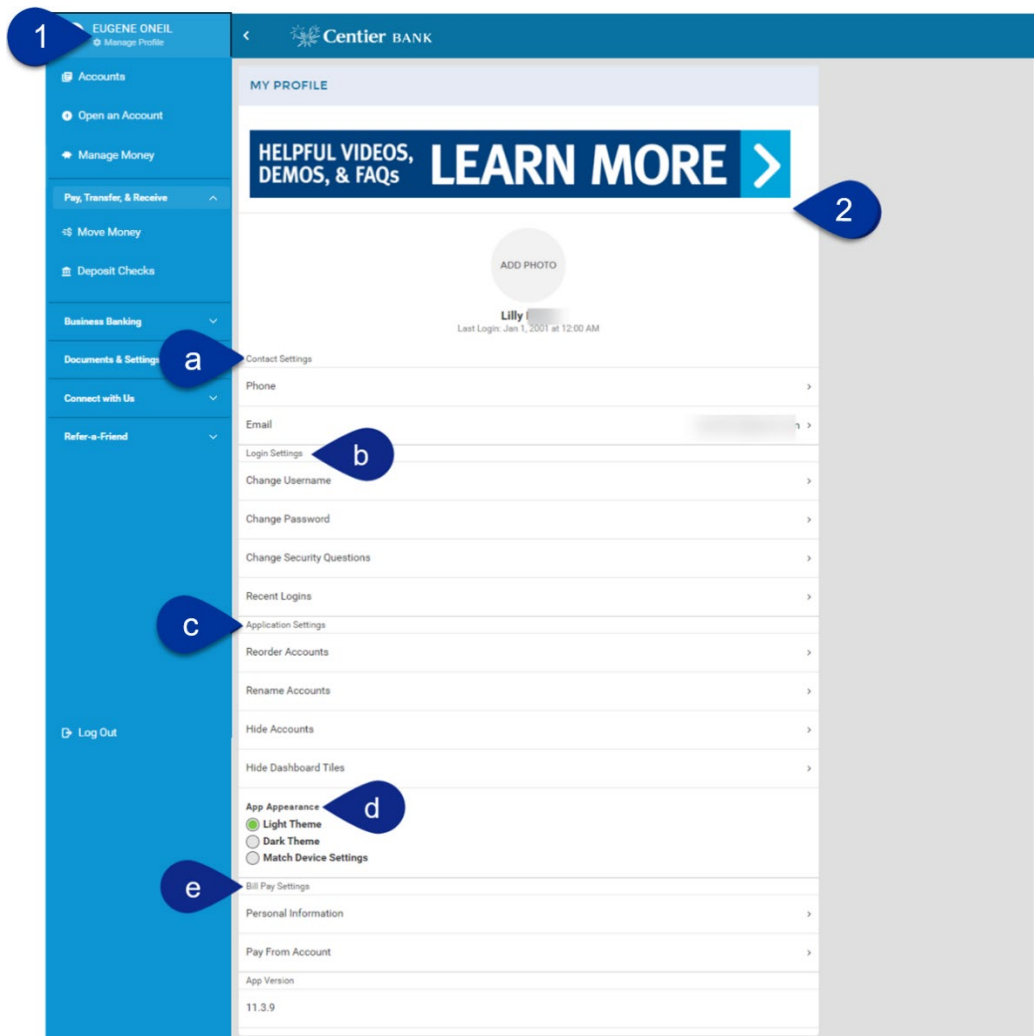 1
EUGENE ONEIL
Manage Profile
Centier BANK
Accounts
Open an Account
Manage Money
Pay, Transfer, & Receive
Move Money
Deposit Checks
Business Banking
Documents & Settings
Connect with Us
Refer-a-Friend
Log Out
MY PROFILE
HELPFUL VIDEOS,
DEMOS, & FAQs
LEARN MORE
2
ADD PHOTO
Lilly
Last Login: Jan 1, 2001 at 12:00 AM
a
Contact Settings
Phone
Email
Login Settings
b
Change Username
Change Password
Change Security Questions
Recent Logins
c
Application Settings
Reorder Accounts
Rename Accounts
Hide Accounts
Hide Dashboard Tiles
App Appearance
d
Light Theme
Dark Theme
Match Device Settings
e
Bill Pay Settings
Personal Information
Pay From Account
App Version
11.3.9